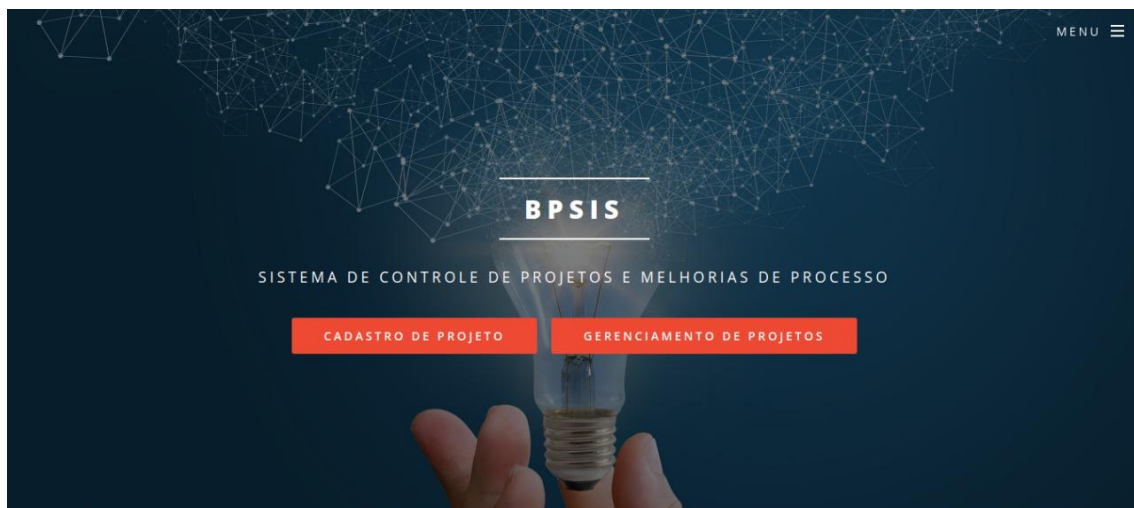 MENU
BPSIS
SISTEMA DE CONTROLE DE PROJETOS E MELHORIAS DE PROCESSO
CADASTRO DE PROJETO
GERENCIAMENTO DE PROJETOS